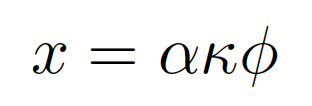 x = ακϕ